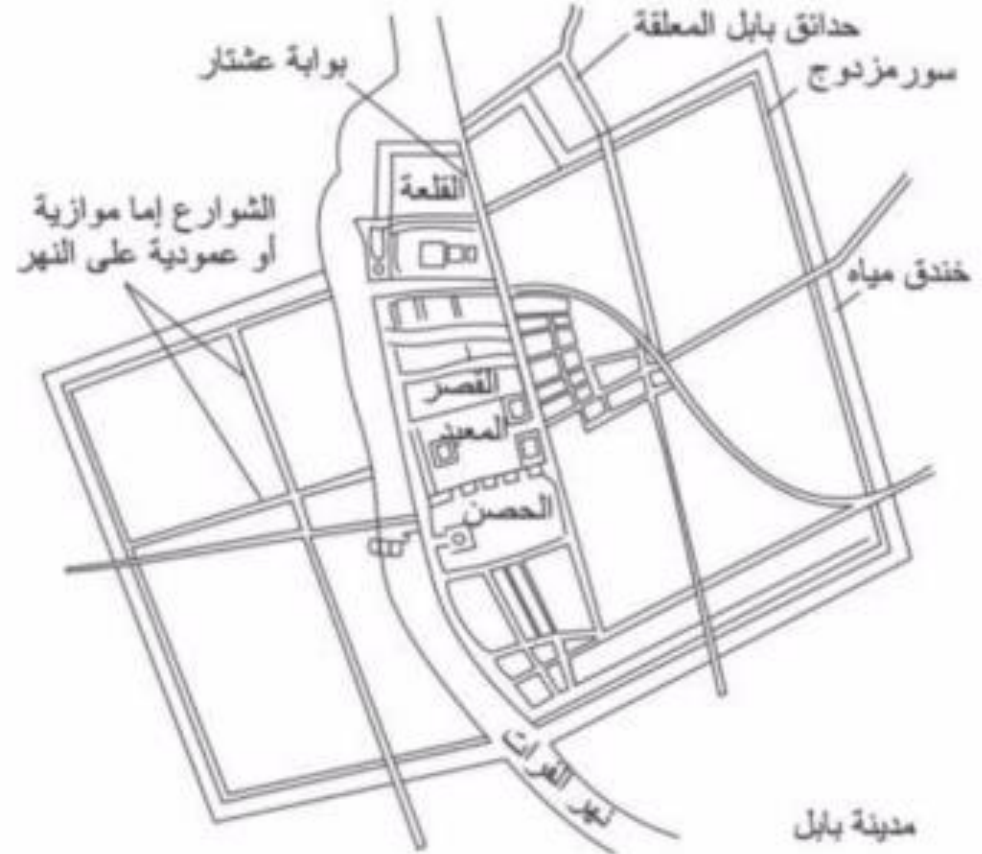 حدائق بابل المعلقة
بوابة عشتار
سور مزدوج
القلعة
الشوارع إما موازية
أو عمودية على النهر
خندق مياه
القصر
المعبد
الحصن
نهر الفرات
مدينة بابل